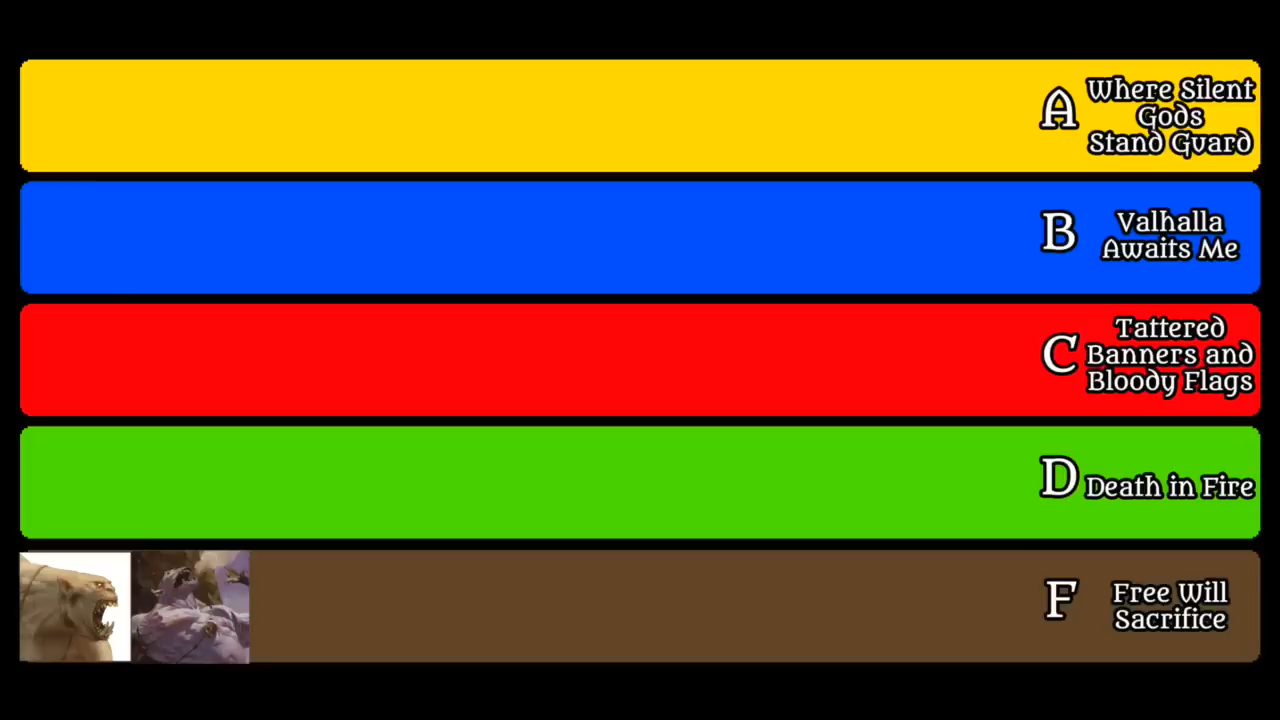 A
Where Silent
Gods
Stand Guard
B
Valhalla
Awaits Me
C
Tattered
Banners and
Bloody Flags
D
Death in Fire
F
Free Will
Sacrifice